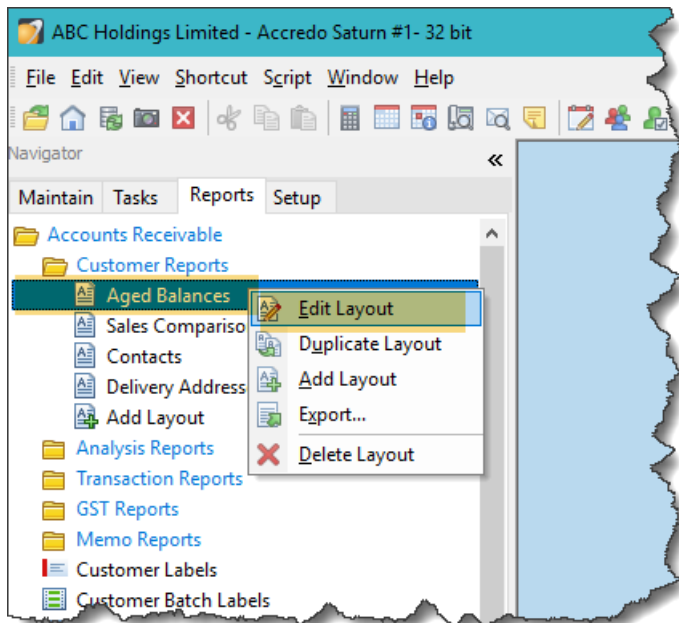 ABC Holdings Limited - Accredo Saturn #1- 32 bit
File Edit View Shortcut Script Window Help
Navigator
«
Maintain Tasks Reports Setup
Accounts Receivable
Customer Reports
Aged Balances
Edit Layout
Sales Compariso
Duplicate Layout
Contacts
Add Layout
Delivery Address
Export...
Add Layout
Delete Layout
Analysis Reports
Transaction Reports
GST Reports
Memo Reports
Customer Labels
Customer Batch Labels